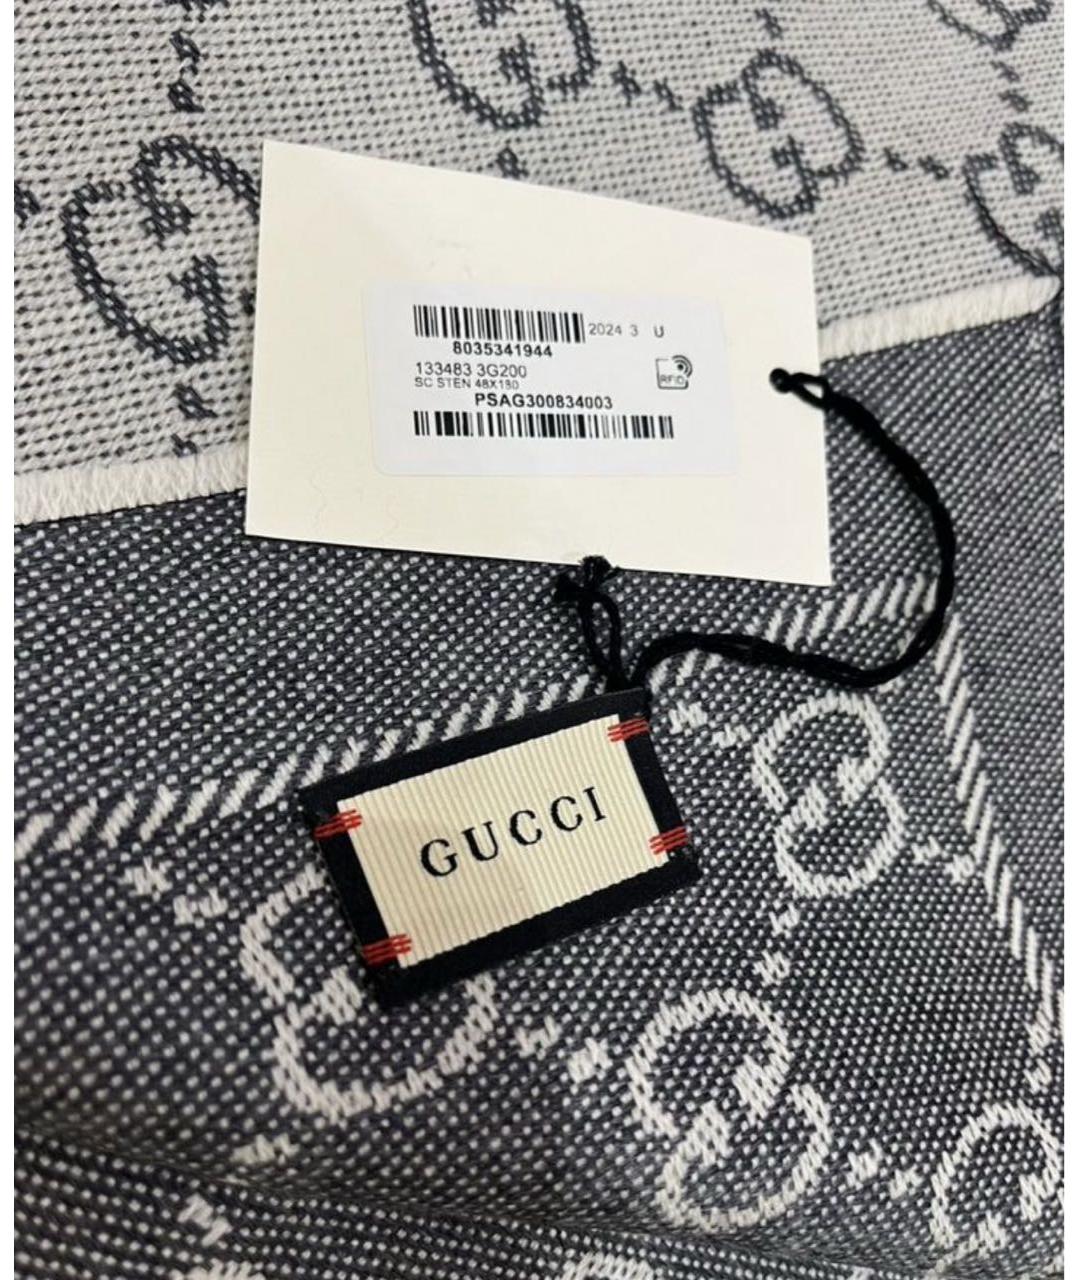 2024 3 U
8035341944
133483 3G200
SC STEN 48X180
RFID
PSAG300834003
GUCCI